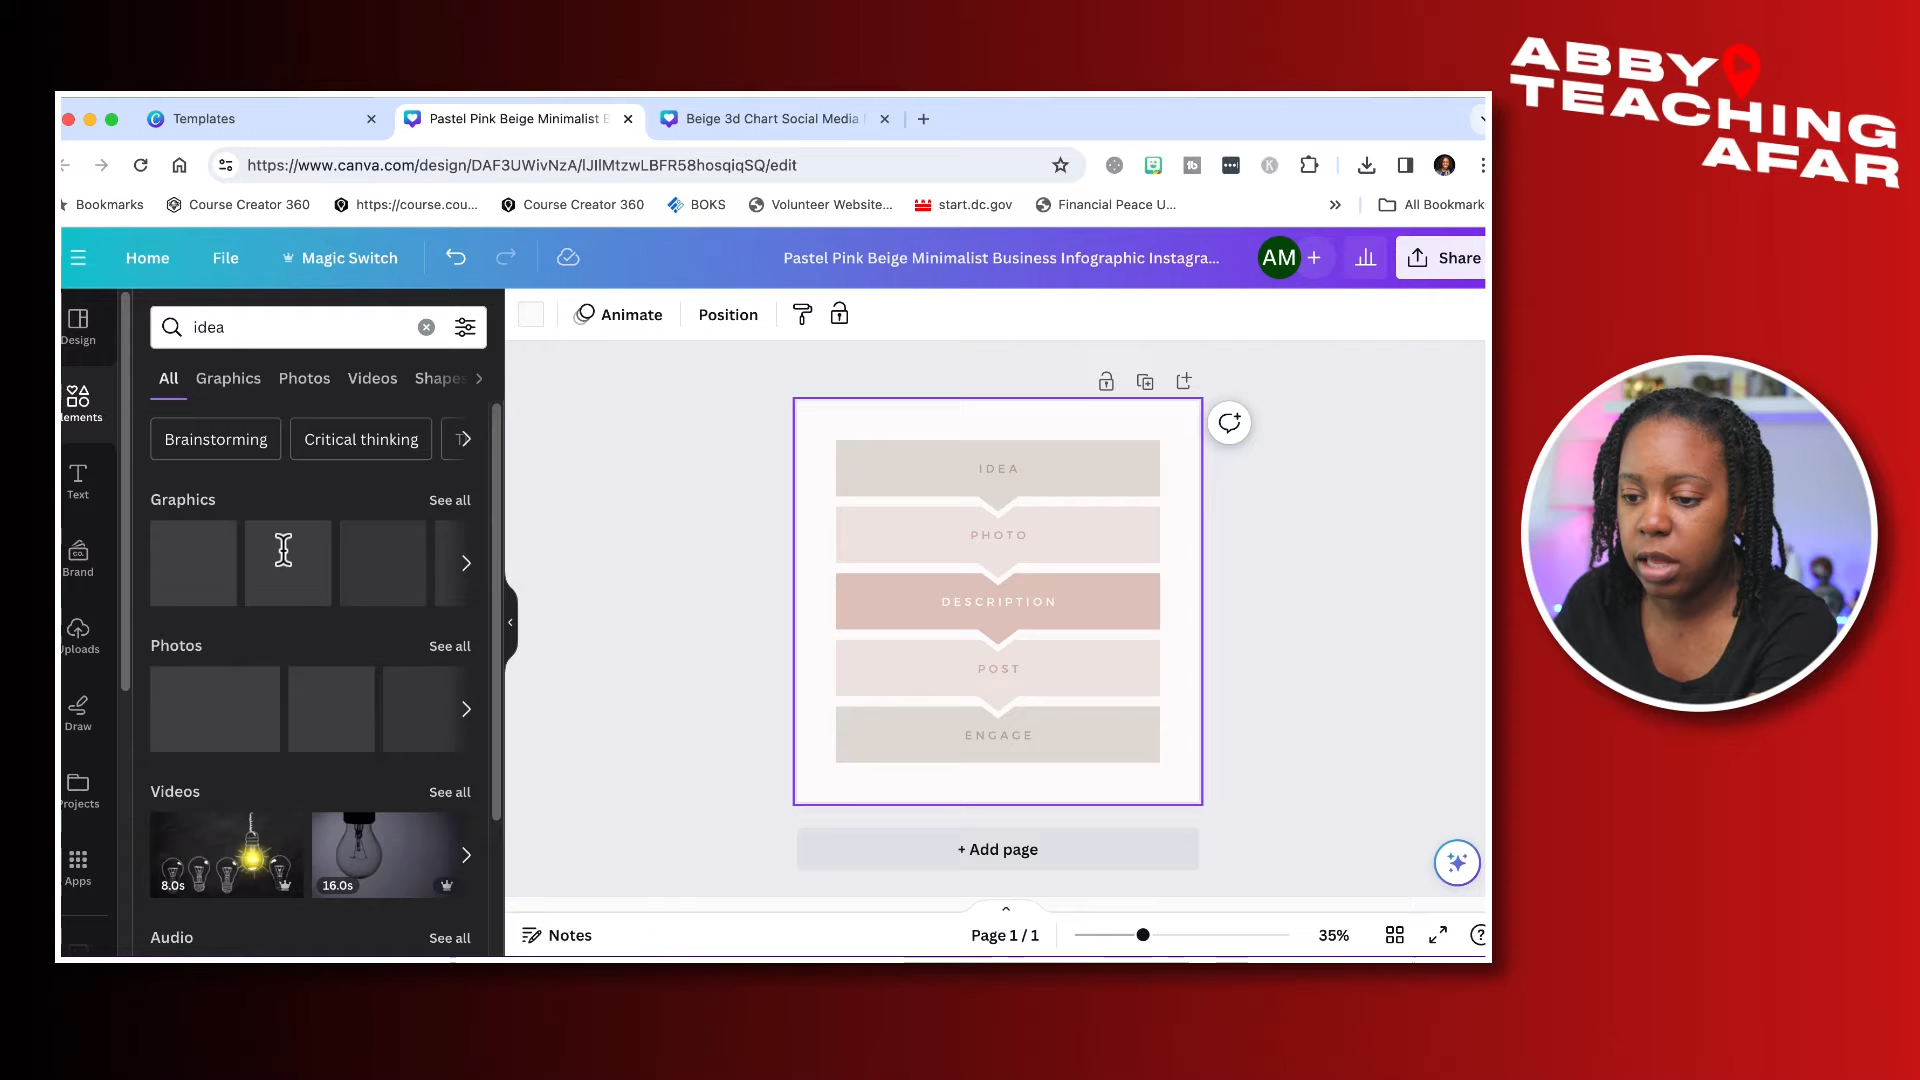 ABBY
TEACHING
AFAR
Templates
Pastel Pink Beige Minimalist B
Beige 3d Chart Social Media
https://www.canva.com/design/DAF3UWivNzA/lJIlMtzwLBFR58hosqiqSQ/edit
Bookmarks
Course Creator 360
https://course.cou...
Course Creator 360
BOKS
Volunteer Website...
start.dc.gov
Financial Peace U...
All Bookmark
Home
File
Magic Switch
Pastel Pink Beige Minimalist Business Infographic Instagra...
AM
Share
Design
idea
Animate
Position
All
Graphics
Photos
Videos
Shapes
lements
Brainstorming
Critical thinking
T
Text
Graphics
See all
Brand
Uploads
Photos
See all
Draw
Projects
Videos
See all
8.0s
16.0s
Apps
Audio
See all
IDEA
PHOTO
DESCRIPTION
POST
ENGAGE
+ Add page
Notes
Page 1 / 1
35%